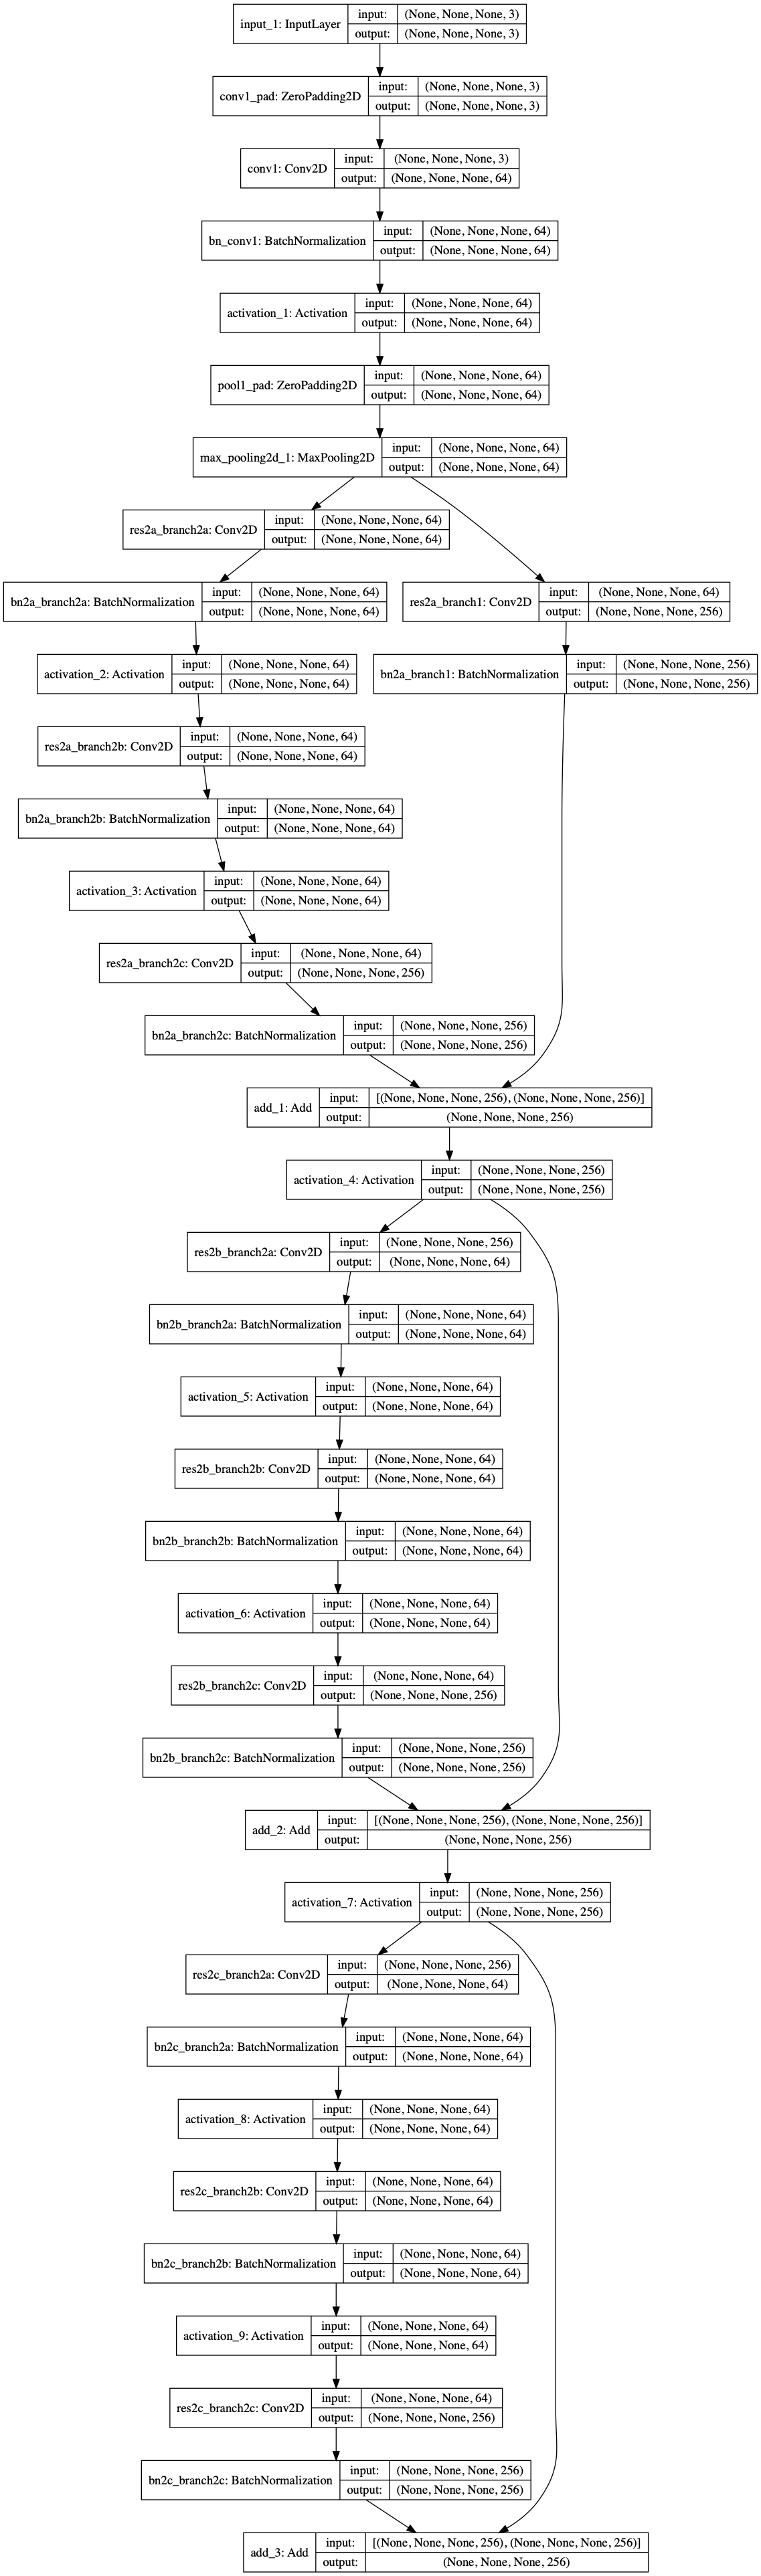 input_1: InputLayer
input: (None, None, None, 3)
output: (None, None, None, 3)
conv1_pad: ZeroPadding2D
input: (None, None, None, 3)
output: (None, None, None, 3)
conv1: Conv2D
input: (None, None, None, 3)
output: (None, None, None, 64)
bn_conv1: BatchNormalization
input: (None, None, None, 64)
output: (None, None, None, 64)
activation_1: Activation
input: (None, None, None, 64)
output: (None, None, None, 64)
pool1_pad: ZeroPadding2D
input: (None, None, None, 64)
output: (None, None, None, 64)
max_pooling2d_1: MaxPooling2D
input: (None, None, None, 64)
output: (None, None, None, 64)
res2a_branch2a: Conv2D
input: (None, None, None, 64)
output: (None, None, None, 64)
bn2a_branch2a: BatchNormalization
input: (None, None, None, 64)
output: (None, None, None, 64)
res2a_branch1: Conv2D
input: (None, None, None, 64)
output: (None, None, None, 256)
activation_2: Activation
input: (None, None, None, 64)
output: (None, None, None, 64)
bn2a_branch1: BatchNormalization
input: (None, None, None, 256)
output: (None, None, None, 256)
res2a_branch2b: Conv2D
input: (None, None, None, 64)
output: (None, None, None, 64)
bn2a_branch2b: BatchNormalization
input: (None, None, None, 64)
output: (None, None, None, 64)
activation_3: Activation
input: (None, None, None, 64)
output: (None, None, None, 64)
res2a_branch2c: Conv2D
input: (None, None, None, 64)
output: (None, None, None, 256)
bn2a_branch2c: BatchNormalization
input: (None, None, None, 256)
output: (None, None, None, 256)
add_1: Add
input: [(None, None, None, 256), (None, None, None, 256)]
output: (None, None, None, 256)
activation_4: Activation
input: (None, None, None, 256)
output: (None, None, None, 256)
res2b_branch2a: Conv2D
input: (None, None, None, 256)
output: (None, None, None, 64)
bn2b_branch2a: BatchNormalization
input: (None, None, None, 64)
output: (None, None, None, 64)
activation_5: Activation
input: (None, None, None, 64)
output: (None, None, None, 64)
res2b_branch2b: Conv2D
input: (None, None, None, 64)
output: (None, None, None, 64)
bn2b_branch2b: BatchNormalization
input: (None, None, None, 64)
output: (None, None, None, 64)
activation_6: Activation
input: (None, None, None, 64)
output: (None, None, None, 64)
res2b_branch2c: Conv2D
input: (None, None, None, 64)
output: (None, None, None, 256)
bn2b_branch2c: BatchNormalization
input: (None, None, None, 256)
output: (None, None, None, 256)
add_2: Add
input: [(None, None, None, 256), (None, None, None, 256)]
output: (None, None, None, 256)
activation_7: Activation
input: (None, None, None, 256)
output: (None, None, None, 256)
res2c_branch2a: Conv2D
input: (None, None, None, 256)
output: (None, None, None, 64)
bn2c_branch2a: BatchNormalization
input: (None, None, None, 64)
output: (None, None, None, 64)
activation_8: Activation
input: (None, None, None, 64)
output: (None, None, None, 64)
res2c_branch2b: Conv2D
input: (None, None, None, 64)
output: (None, None, None, 64)
bn2c_branch2b: BatchNormalization
input: (None, None, None, 64)
output: (None, None, None, 64)
activation_9: Activation
input: (None, None, None, 64)
output: (None, None, None, 64)
res2c_branch2c: Conv2D
input: (None, None, None, 64)
output: (None, None, None, 256)
bn2c_branch2c: BatchNormalization
input: (None, None, None, 256)
output: (None, None, None, 256)
add_3: Add
input: [(None, None, None, 256), (None, None, None, 256)]
output: (None, None, None, 256)